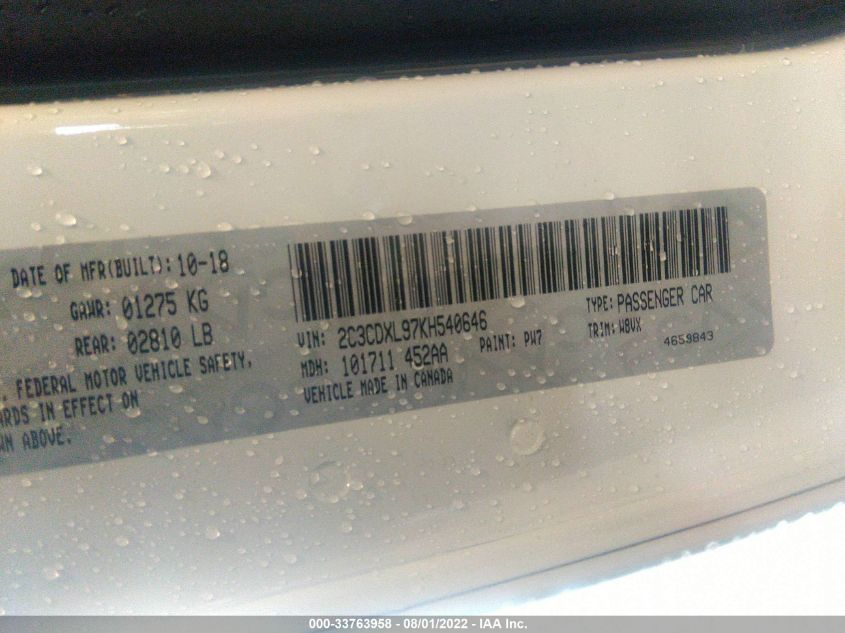 DATE OF MFR(BUILT): 10-18
GAWR: 01275 KG
REAR: 02810 LB
FEDERAL MOTOR VEHICLE SAFETY,
ARDS IN EFFECT ON
WN ABOVE.
VIN: 2C3CDXL97KH540646
TYPE: PASSENGER CAR
MDH: 101711 452AA
PAINT: PW7
TRIM: W8VX
VEHICLE MADE IN CANADA
4659843
000-33763958 - 08/01/2022 - IAA Inc.